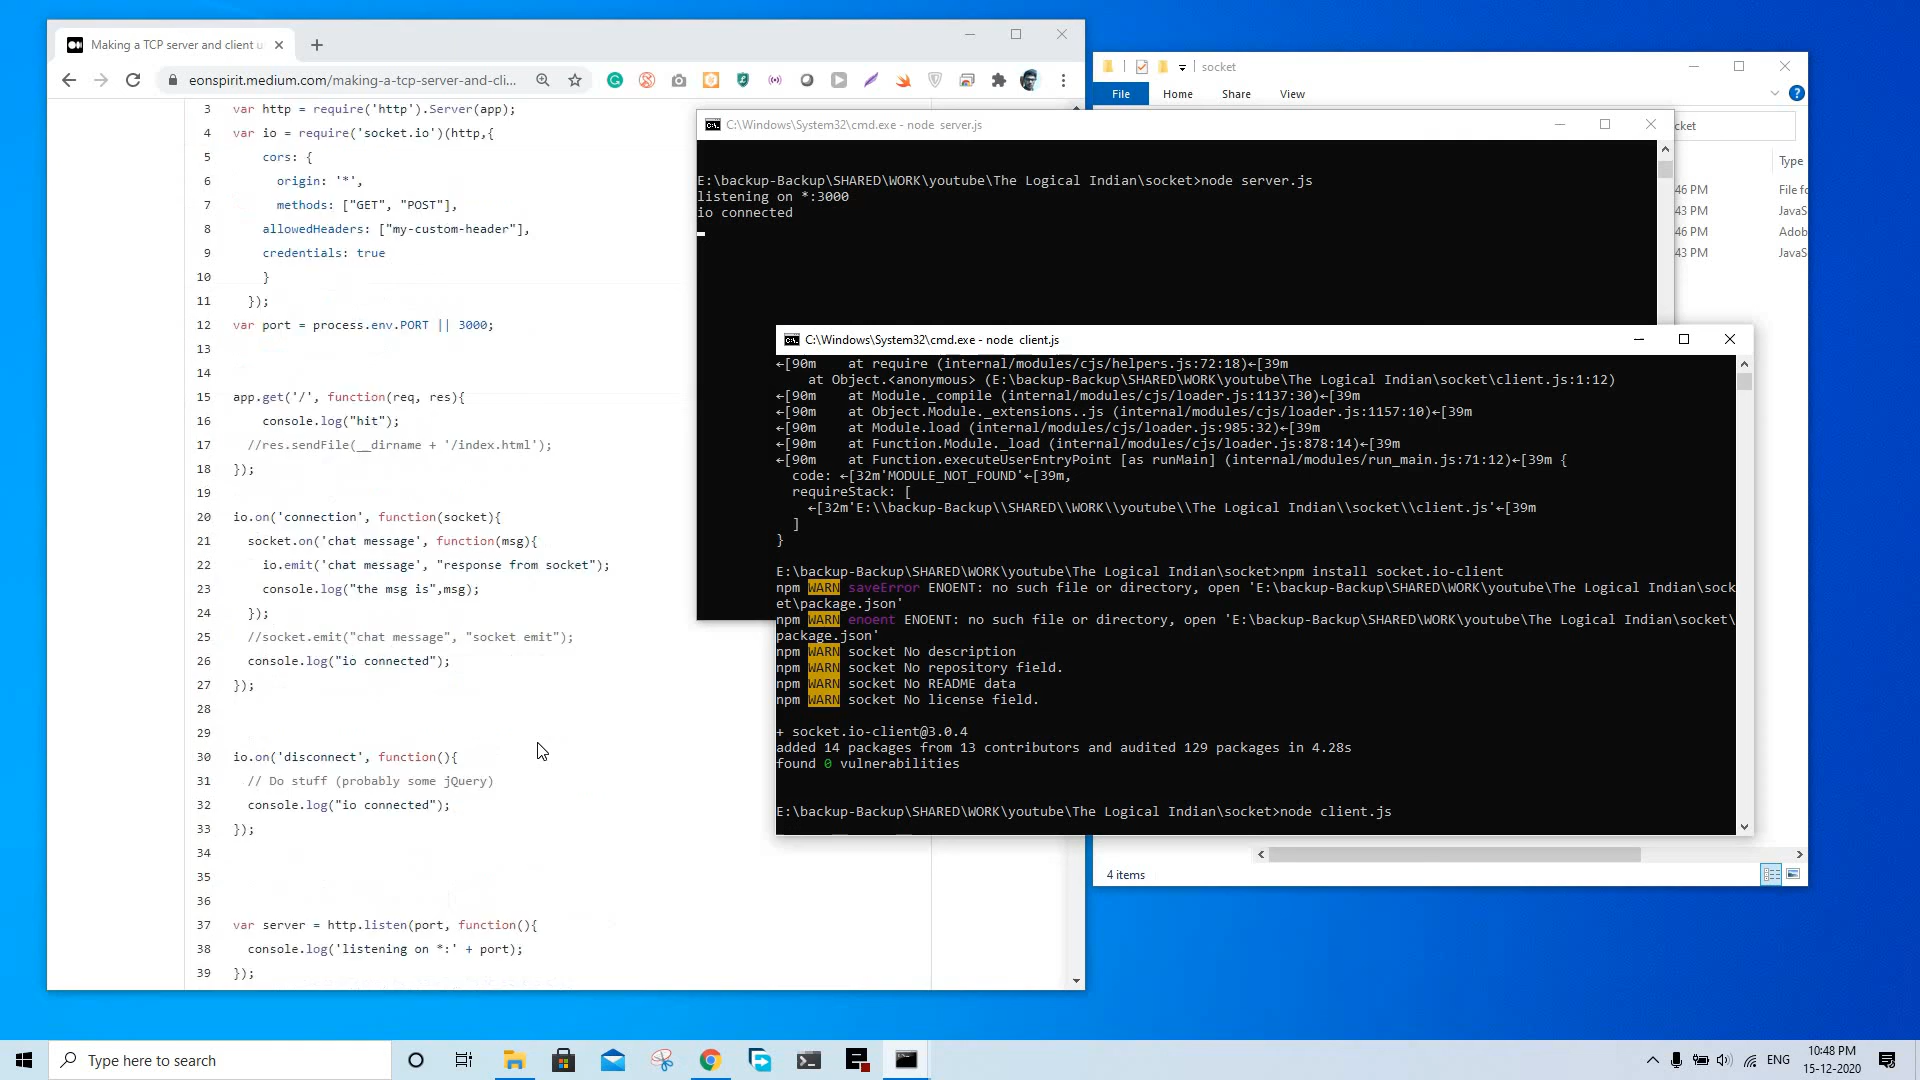 Making a TCP server and client u
eonspirit.medium.com/making-a-tcp-server-and-cli...
3 var http = require('http').Server(app);
4 var io = require('socket.io')(http,{
5 cors: {
6 origin: '*',
7 methods: ["GET", "POST"],
8 allowedHeaders: ["my-custom-header"],
9 credentials: true
10 }
11 });
12 var port = process.env.PORT || 3000;
13
14
15 app.get('/', function(req, res){
16 console.log("hit");
17 //res.sendFile(__dirname + '/index.html');
18 });
19
20 io.on('connection', function(socket){
21 socket.on('chat message', function(msg){
22 io.emit('chat message', "response from socket");
23 console.log("the msg is",msg);
24 });
25 //socket.emit("chat message", "socket emit");
26 console.log("io connected");
27 });
28
29
30 io.on('disconnect', function(){
31 // Do stuff (probably some jQuery)
32 console.log("io connected");
33 });
34
35
36
37 var server = http.listen(port, function(){
38 console.log('listening on *:' + port);
39 });
socket
File Home Share View
cket
Type
46 PM File fo
43 PM JavaS
46 PM Adob
43 PM JavaS
4 items
C:\Windows\System32\cmd.exe - node server.js
E:\backup-Backup\SHARED\WORK\youtube\The Logical Indian\socket>node server.js
listening on *:3000
io connected
C:\Windows\System32\cmd.exe - node client.js
←[90m    at require (internal/modules/cjs/helpers.js:72:18)←[39m
at Object.<anonymous> (E:\backup-Backup\SHARED\WORK\youtube\The Logical Indian\socket\client.js:1:12)
←[90m    at Module._compile (internal/modules/cjs/loader.js:1137:30)←[39m
←[90m    at Object.Module._extensions..js (internal/modules/cjs/loader.js:1157:10)←[39m
←[90m    at Module.load (internal/modules/cjs/loader.js:985:32)←[39m
←[90m    at Function.Module._load (internal/modules/cjs/loader.js:878:14)←[39m
←[90m    at Function.executeUserEntryPoint [as runMain] (internal/modules/run_main.js:71:12)←[39m {
code: ←[32m'MODULE_NOT_FOUND'←[39m,
requireStack: [
←[32m'E:\\backup-Backup\\SHARED\\WORK\\youtube\\The Logical Indian\\socket\\client.js'←[39m
]
}
E:\backup-Backup\SHARED\WORK\youtube\The Logical Indian\socket>npm install socket.io-client
npm WARN saveError ENOENT: no such file or directory, open 'E:\backup-Backup\SHARED\WORK\youtube\The Logical Indian\sock
et\package.json'
npm WARN enoent ENOENT: no such file or directory, open 'E:\backup-Backup\SHARED\WORK\youtube\The Logical Indian\socket\
package.json'
npm WARN socket No description
npm WARN socket No repository field.
npm WARN socket No README data
npm WARN socket No license field.
+ socket.io-client@3.0.4
added 14 packages from 13 contributors and audited 129 packages in 4.28s
found 0 vulnerabilities
E:\backup-Backup\SHARED\WORK\youtube\The Logical Indian\socket>node client.js
Type here to search
ENG
10:48 PM
15-12-2020